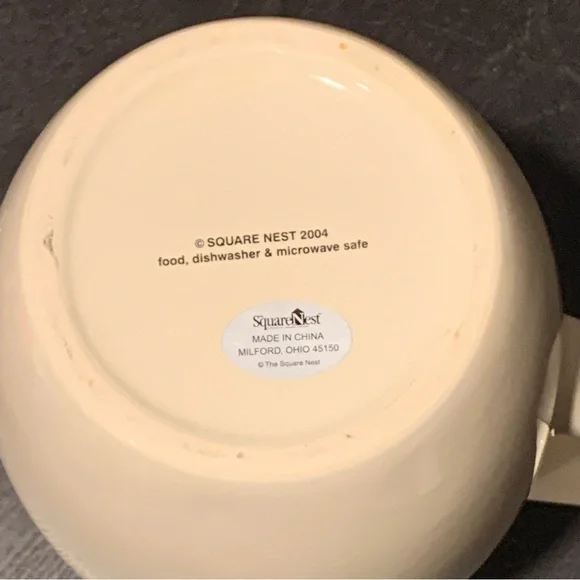 © SQUARE NEST 2004
food, dishwasher & microwave safe
SquareNest
MADE IN CHINA
MILFORD, OHIO 45150
© The Square Nest